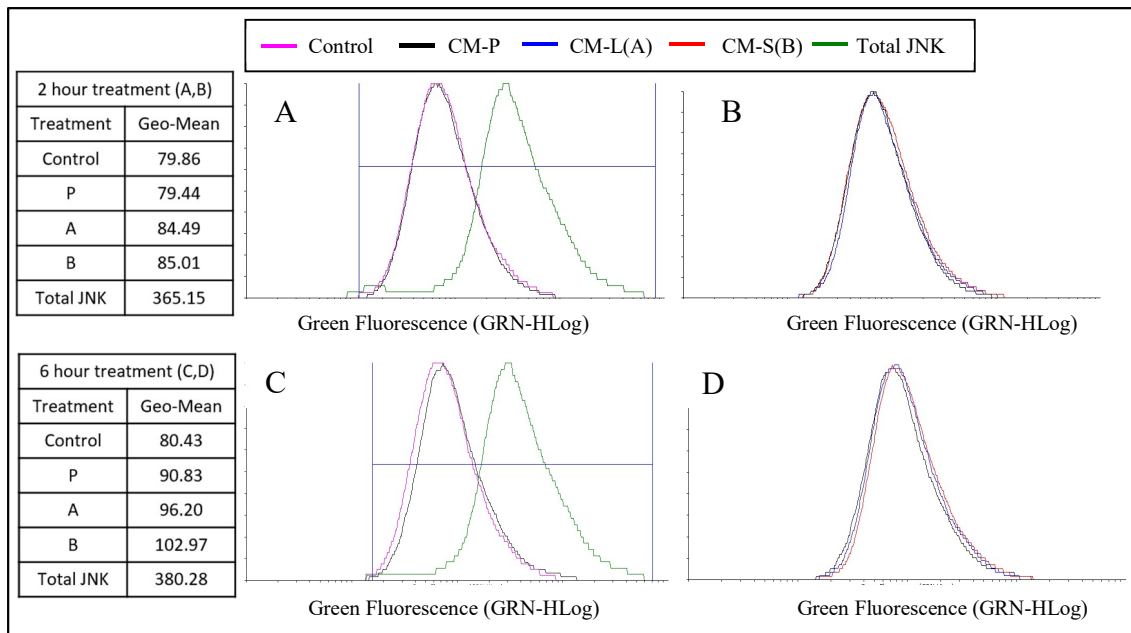 Control CM-P CM-L(A) CM-S(B) Total JNK
2 hour treatment (A,B)
Treatment Geo-Mean
Control 79.86
P 79.44
A 84.49
B 85.01
Total JNK 365.15
A
B
Green Fluorescence (GRN-HLog)
Green Fluorescence (GRN-HLog)
6 hour treatment (C,D)
Treatment Geo-Mean
Control 80.43
P 90.83
A 96.20
B 102.97
Total JNK 380.28
C
D
Green Fluorescence (GRN-HLog)
Green Fluorescence (GRN-HLog)